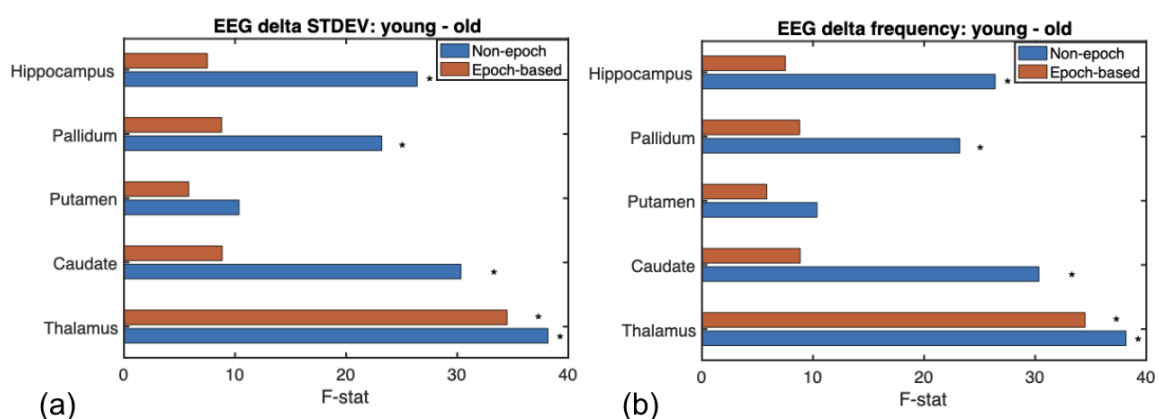 EEG delta STDEV: young - old
Non-epoch
Epoch-based
Hippocampus
Pallidum
Putamen
Caudate
Thalamus
0 10 20 30 40
F-stat
(a)
EEG delta frequency: young - old
Non-epoch
Epoch-based
Hippocampus
Pallidum
Putamen
Caudate
Thalamus
0 10 20 30 40
F-stat
(b)